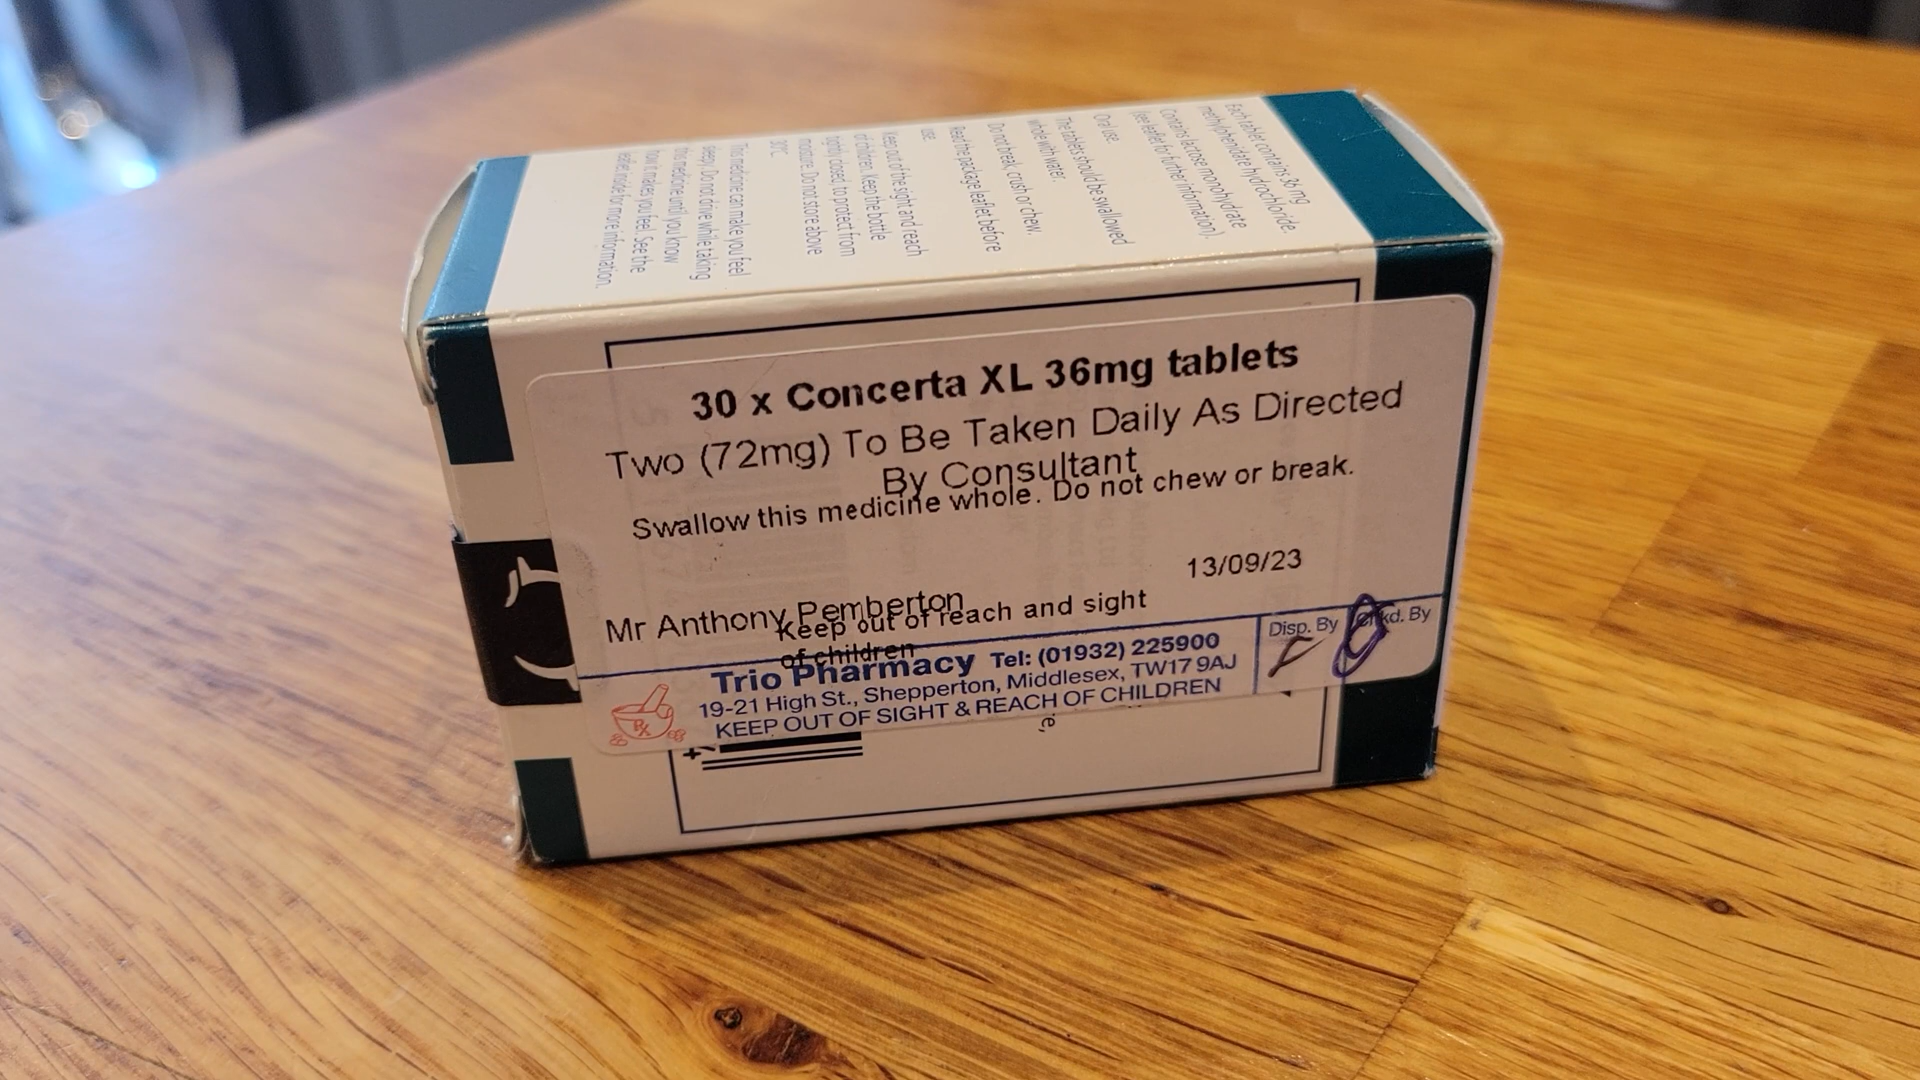 Each tablet contains 36 mg
methylphenidate hydrochloride.
Contains lactose monohydrate
(see leaflet for further information).
Oral use.
The tablets should be swallowed
whole with water.
Do not break, crush or chew.
Read the package leaflet before
use.
Keep out of the sight and reach
of children. Keep the bottle
tightly closed, to protect from
moisture. Do not store above
30°C.
This medicine can make you feel
sleepy. Do not drive while taking
this medicine until you know
how it makes you feel. See the
leaflet inside for more information.
30 x Concerta XL 36mg tablets
Two (72mg) To Be Taken Daily As Directed
By Consultant
Swallow this medicine whole. Do not chew or break.
13/09/23
Mr Anthony Pemberton
Keep out of reach and sight
of children
Disp. By
Chkd. By
Trio Pharmacy Tel: (01932) 225900
19-21 High St., Shepperton, Middlesex, TW17 9AJ
KEEP OUT OF SIGHT & REACH OF CHILDREN
Rx